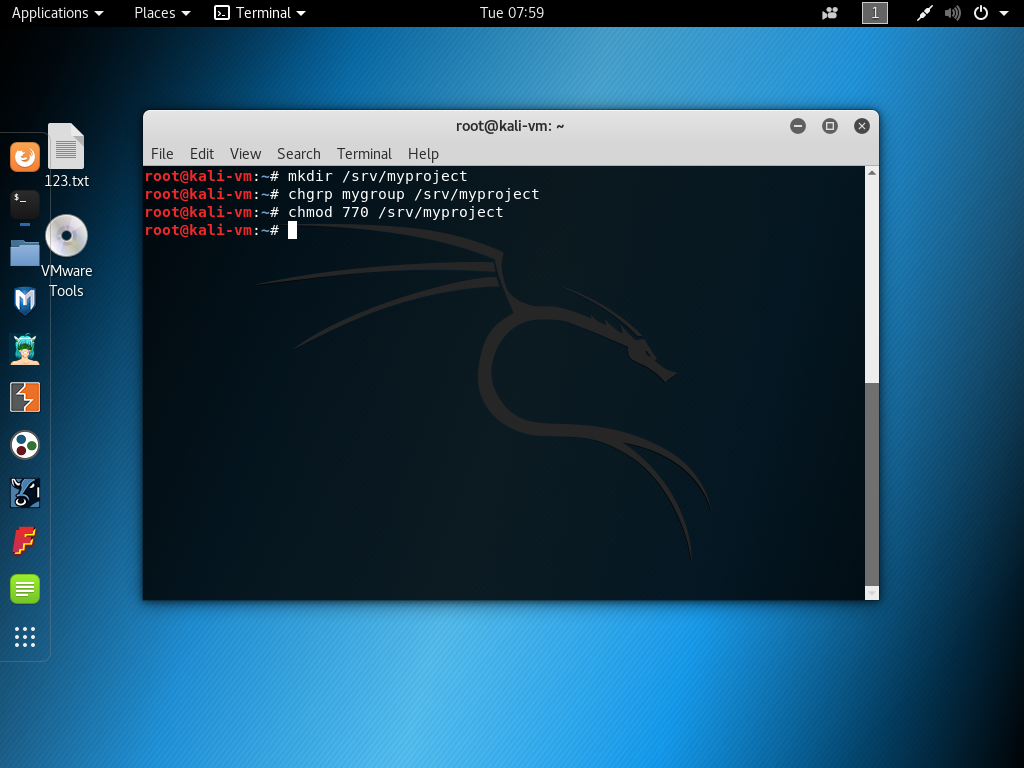 Applications Places Terminal Tue 07:59 1
root@kali-vm: ~
File Edit View Search Terminal Help
root@kali-vm:~# mkdir /srv/myproject
root@kali-vm:~# chgrp mygroup /srv/myproject
root@kali-vm:~# chmod 770 /srv/myproject
root@kali-vm:~#
123.txt
VMware
Tools